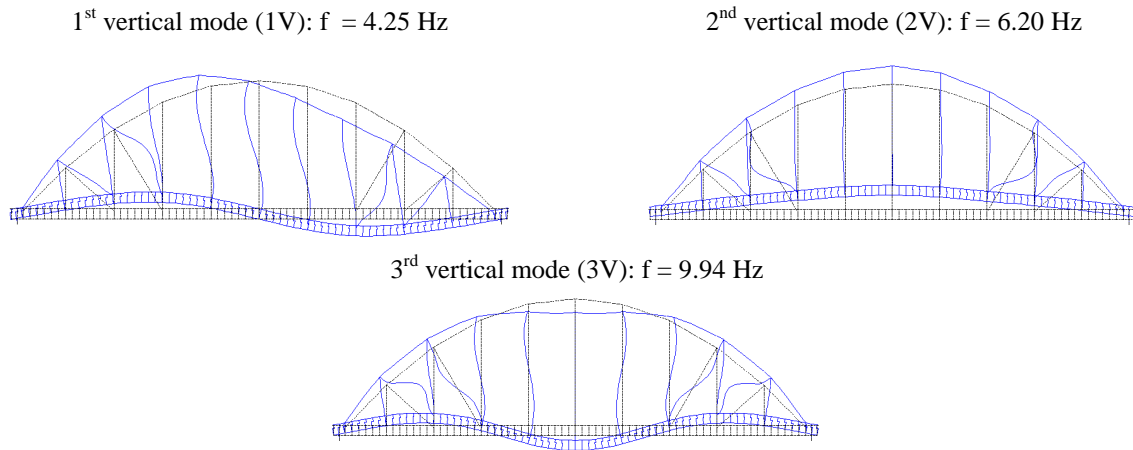 1st vertical mode (1V): f = 4.25 Hz
2nd vertical mode (2V): f = 6.20 Hz
3rd vertical mode (3V): f = 9.94 Hz